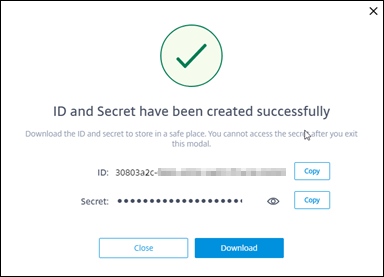 ID and Secret have been created successfully
Download the ID and secret to store in a safe place. You cannot access the secret after you exit
this modal.
ID: 30803a2c- Copy
Secret: •••••••••••••••••••• Copy
Close Download